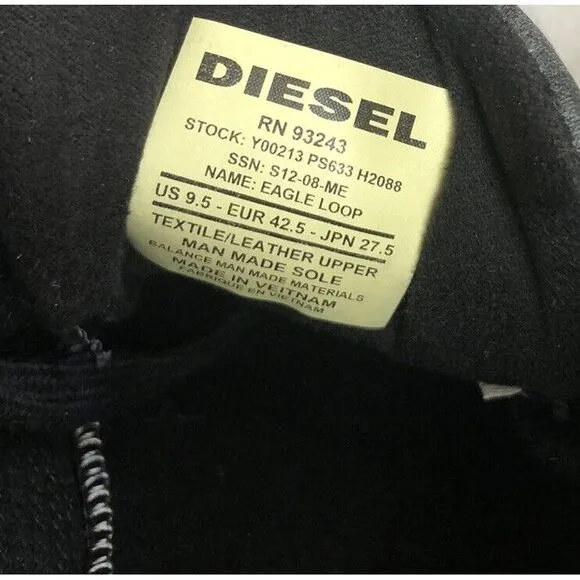 DIESEL
RN 93243
STOCK: Y00213 PS633 H2088
SSN: S12-08-ME
NAME: EAGLE LOOP
US 9.5 - EUR 42.5 - JPN 27.5
TEXTILE/LEATHER UPPER
MAN MADE SOLE
BALANCE MAN MADE MATERIALS
MADE IN VEITNAM
FABRIQUE EN VIETNAM